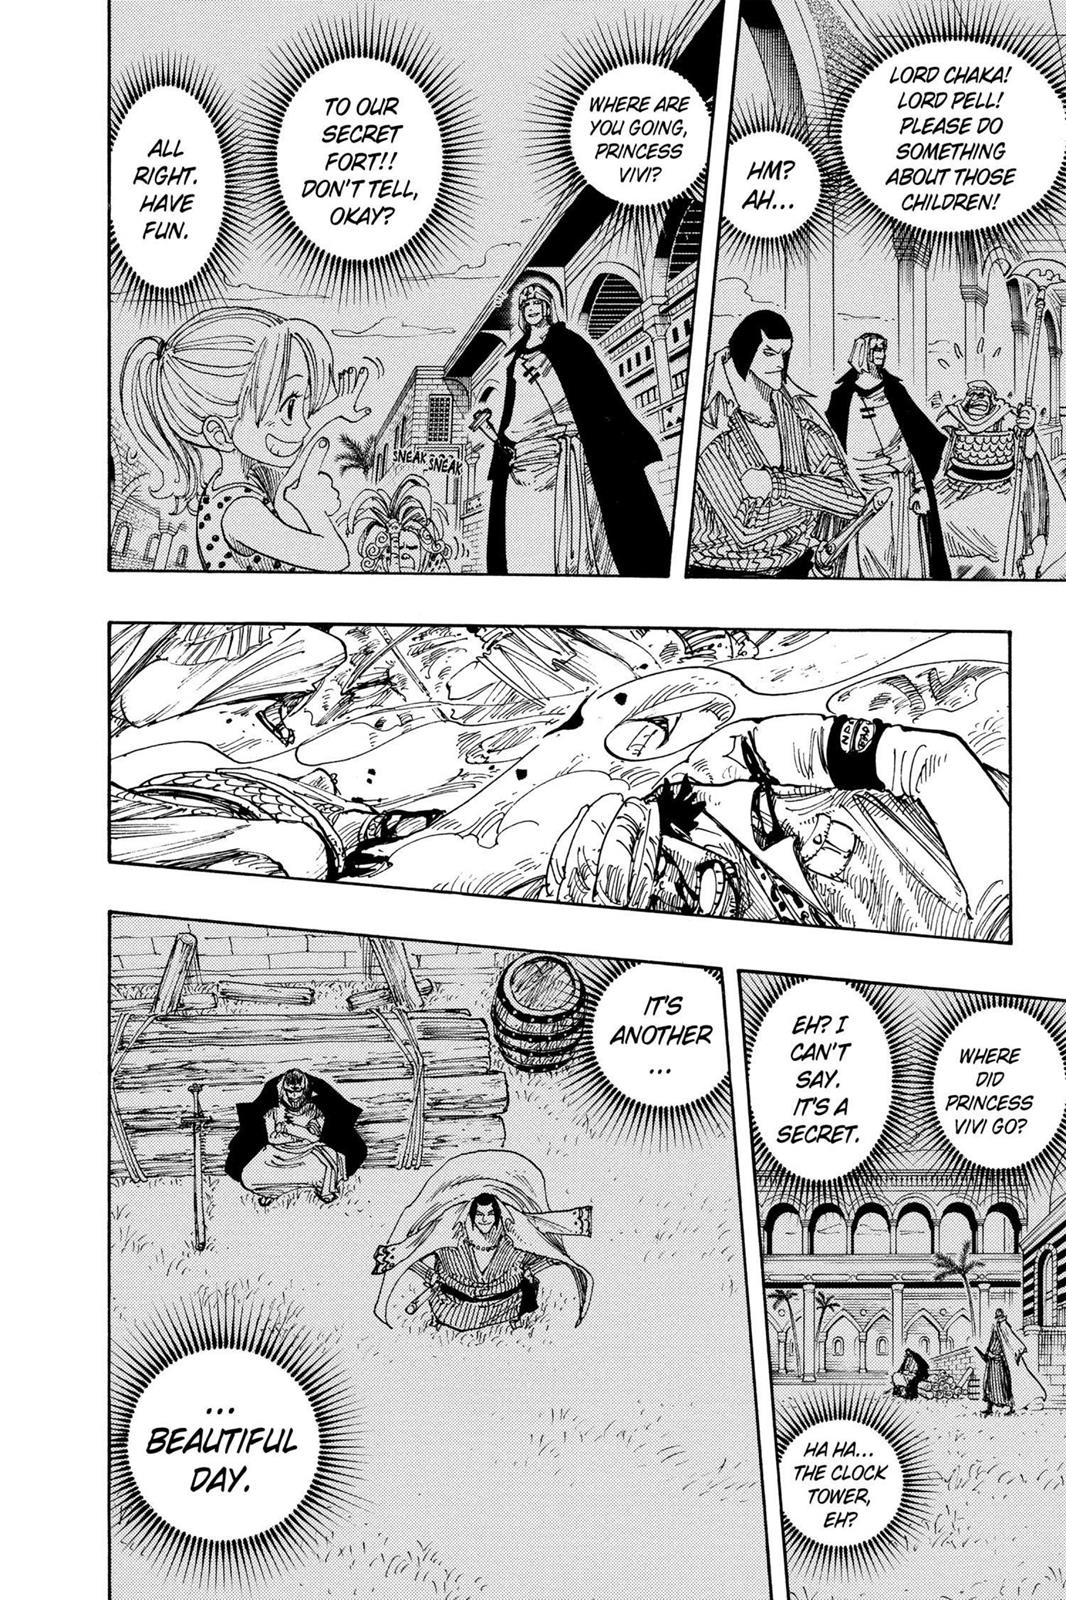 LORD CHAKA!
LORD PELL!
PLEASE DO
SOMETHING
ABOUT THOSE
CHILDREN!
HM?
AH...
WHERE ARE
YOU GOING,
PRINCESS
VIVI?
TO OUR
SECRET
FORT!!
DON'T TELL,
OKAY?
ALL
RIGHT.
HAVE
FUN.
SNEAK SNEAK
WHERE
DID
PRINCESS
VIVI GO?
EH? I
CAN'T
SAY.
IT'S A
SECRET.
HA HA...
THE CLOCK
TOWER,
EH?
IT'S
ANOTHER
...
...
BEAUTIFUL
DAY.